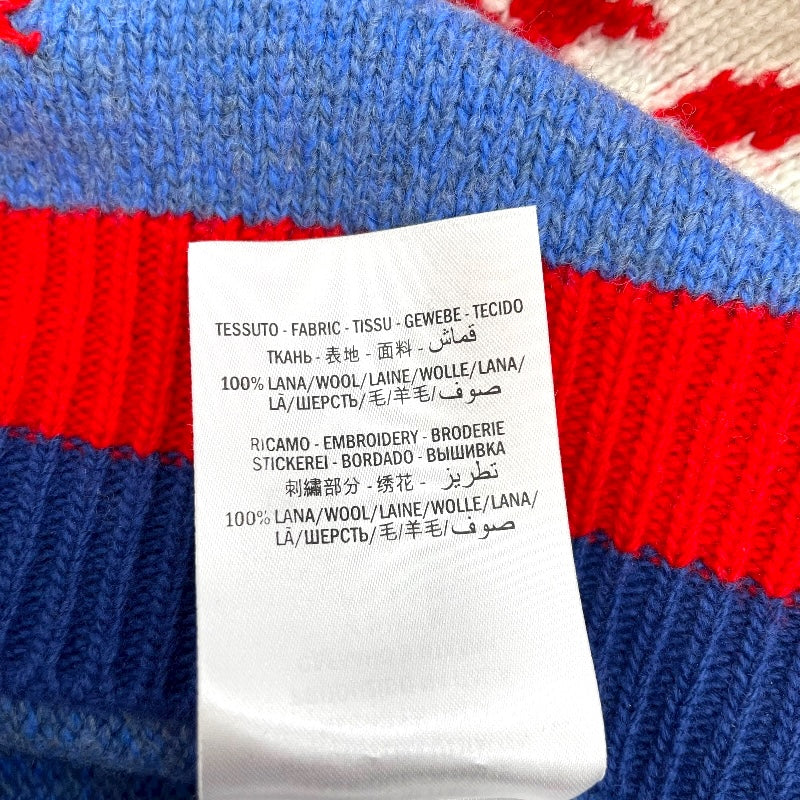 TESSUTO - FABRIC - TISSU - GEWEBE - TECIDO
ТКАНЬ - 表地 - 面料 - قماش
100% LANA/WOOL/LAINE/WOLLE/LANA/
LÃ/ШЕРСТЬ/毛/羊毛/صوف
RICAMO - EMBROIDERY - BRODERIE
STICKEREI - BORDADO - ВЫШИВКА
刺繍部分 - 绣花 - تطريز
100% LANA/WOOL/LAINE/WOLLE/LANA/
LÃ/ШЕРСТЬ/毛/羊毛/صوف